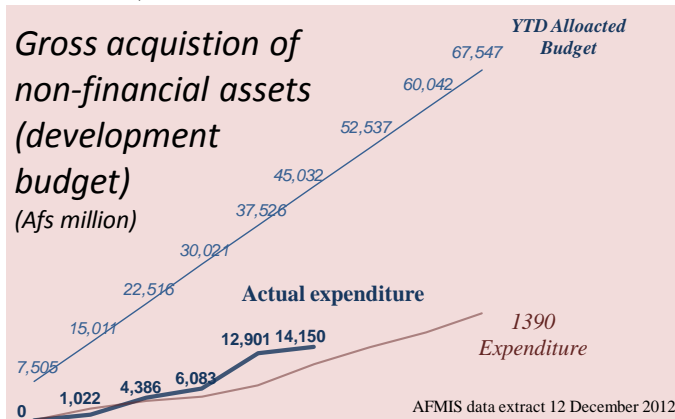 Gross acquistion of
non-financial assets
(development
budget)
(Afs million)
YTD Alloacted
Budget
67,547
60,042
52,537
45,032
37,526
30,021
22,516
15,011
7,505
Actual expenditure
12,901 14,150
6,083
4,386
1,022
0
1390
Expenditure
AFMIS data extract 12 December 2012